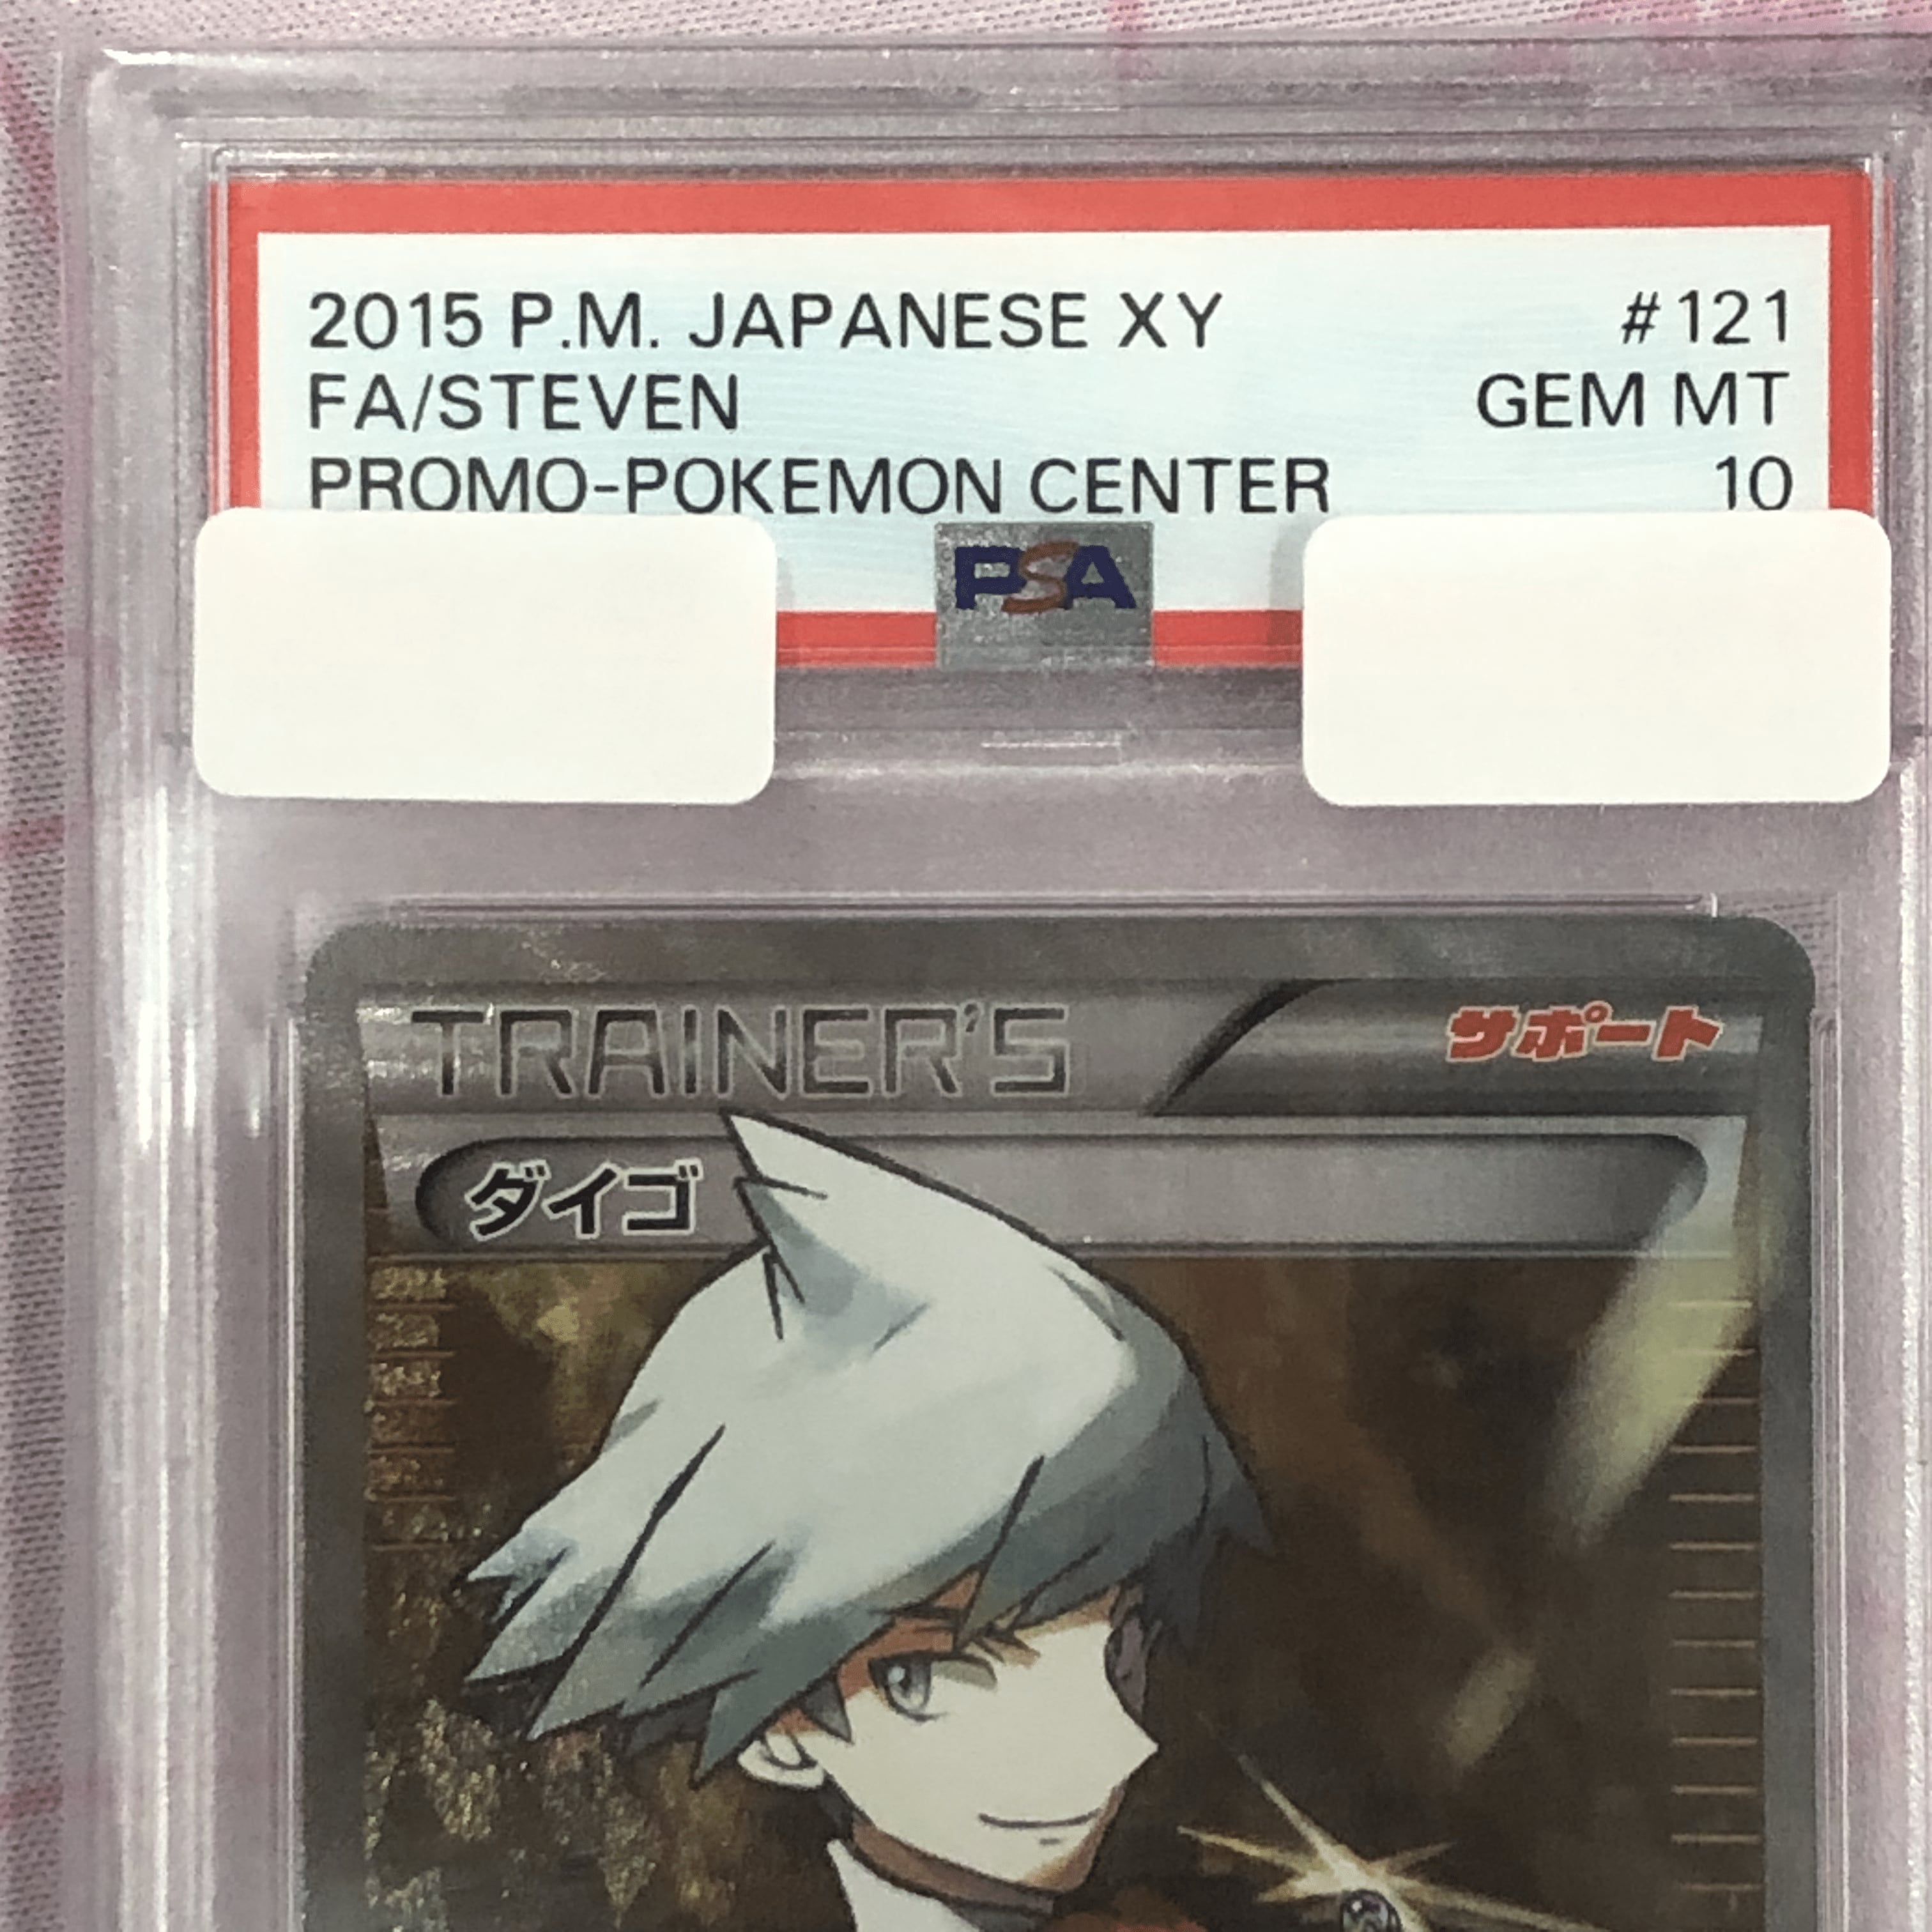 2015 P.M. JAPANESE XY #121
FA/STEVEN GEM MT
PROMO-POKEMON CENTER 10
PSA
TRAINER'S サポート
ダイゴ